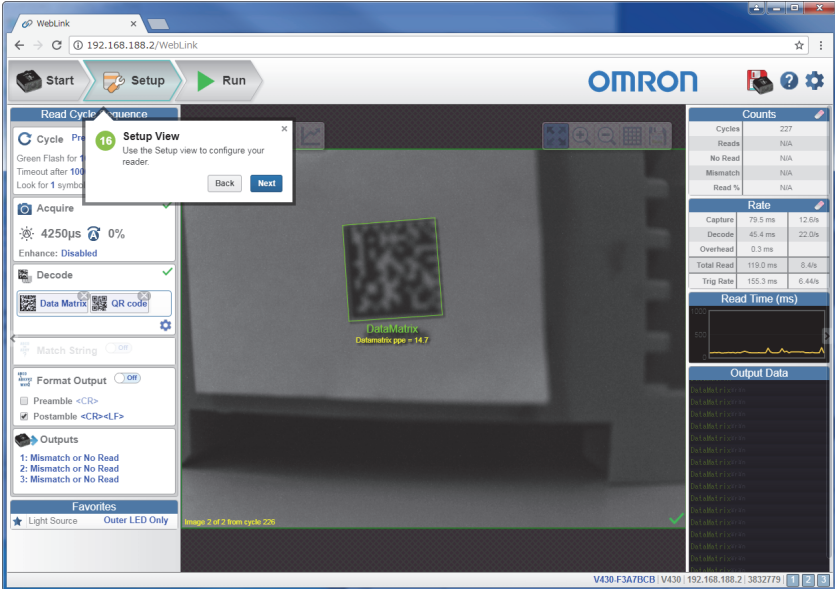 WebLink
192.168.188.2/WebLink
Start
Setup
Run
OMRON
?
Read Cycle Sequence
16
Setup View
Use the Setup view to configure your
reader.
Back
Next
Cycle
Green Flash for
Timeout after
Look for 1
Acquire
4250µs
0%
Enhance: Disabled
Decode
Data Matrix
QR code
Match String
Off
Format Output
Off
Preamble <CR>
Postamble <CR><LF>
Outputs
1: Mismatch or No Read
2: Mismatch or No Read
3: Mismatch or No Read
Favorites
Light Source Outer LED Only
DataMatrix
Datamatrix ppe = 14.7
Image 2 of 2 from cycle 226
Counts
Cycles 227
Reads N/A
No Read N/A
Mismatch N/A
Read % N/A
Rate
Capture 79.5 ms 12.6/s
Decode 45.4 ms 22.0/s
Overhead 0.3 ms
Total Read 119.0 ms 8.4/s
Trig Rate 155.3 ms 6.44/s
Read Time (ms)
1000
500
0
Output Data
V430-F3A7BCB | V430 | 192.168.188.2 | 3832779 | 1 2 3